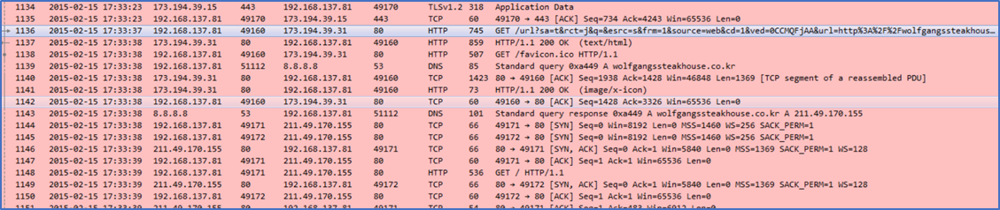 1134 2015-02-15 17:33:23 173.194.39.15 443 192.168.137.81 49170 TLSv1.2 318 Application Data
1135 2015-02-15 17:33:23 192.168.137.81 49170 173.194.39.15 443 TCP 60 49170 → 443 [ACK] Seq=734 Ack=4243 Win=65536 Len=0
1136 2015-02-15 17:33:37 192.168.137.81 49160 173.194.39.31 80 HTTP 745 GET /url?sa=t&rct=j&q=&esrc=s&frm=1&source=web&cd=1&ved=0CCMQFjAA&url=http%3A%2F%2Fwolfgangssteakhous…
1137 2015-02-15 17:33:38 173.194.39.31 80 192.168.137.81 49160 HTTP 859 HTTP/1.1 200 OK (text/html)
1138 2015-02-15 17:33:38 192.168.137.81 49160 173.194.39.31 80 HTTP 507 GET /favicon.ico HTTP/1.1
1139 2015-02-15 17:33:38 192.168.137.81 51112 8.8.8.8 53 DNS 85 Standard query 0xa449 A wolfgangssteakhouse.co.kr
1140 2015-02-15 17:33:38 173.194.39.31 80 192.168.137.81 49160 TCP 1423 80 → 49160 [ACK] Seq=1938 Ack=1428 Win=46848 Len=1369 [TCP segment of a reassembled PDU]
1141 2015-02-15 17:33:38 173.194.39.31 80 192.168.137.81 49160 HTTP 73 HTTP/1.1 200 OK (image/x-icon)
1142 2015-02-15 17:33:38 192.168.137.81 49160 173.194.39.31 80 TCP 60 49160 → 80 [ACK] Seq=1428 Ack=3326 Win=65536 Len=0
1143 2015-02-15 17:33:38 8.8.8.8 53 192.168.137.81 51112 DNS 101 Standard query response 0xa449 A wolfgangssteakhouse.co.kr A 211.49.170.155
1144 2015-02-15 17:33:38 192.168.137.81 49171 211.49.170.155 80 TCP 66 49171 → 80 [SYN] Seq=0 Win=8192 Len=0 MSS=1460 WS=256 SACK_PERM=1
1145 2015-02-15 17:33:38 192.168.137.81 49172 211.49.170.155 80 TCP 66 49172 → 80 [SYN] Seq=0 Win=8192 Len=0 MSS=1460 WS=256 SACK_PERM=1
1146 2015-02-15 17:33:39 211.49.170.155 80 192.168.137.81 49171 TCP 66 80 → 49171 [SYN, ACK] Seq=0 Ack=1 Win=5840 Len=0 MSS=1369 SACK_PERM=1 WS=128
1147 2015-02-15 17:33:39 192.168.137.81 49171 211.49.170.155 80 TCP 60 49171 → 80 [ACK] Seq=1 Ack=1 Win=65536 Len=0
1148 2015-02-15 17:33:39 192.168.137.81 49171 211.49.170.155 80 HTTP 536 GET / HTTP/1.1
1149 2015-02-15 17:33:39 211.49.170.155 80 192.168.137.81 49172 TCP 66 80 → 49172 [SYN, ACK] Seq=0 Ack=1 Win=5840 Len=0 MSS=1369 SACK_PERM=1 WS=128
1150 2015-02-15 17:33:39 192.168.137.81 49172 211.49.170.155 80 TCP 60 49172 → 80 [ACK] Seq=1 Ack=1 Win=65536 Len=0
1151 2015-02-15 17:33:39 211.49.170.155 80 192.168.137.81 49171 TCP 54 80 → 49171 [ACK] Seq=1 Ack=483 Win=6912 Len=0